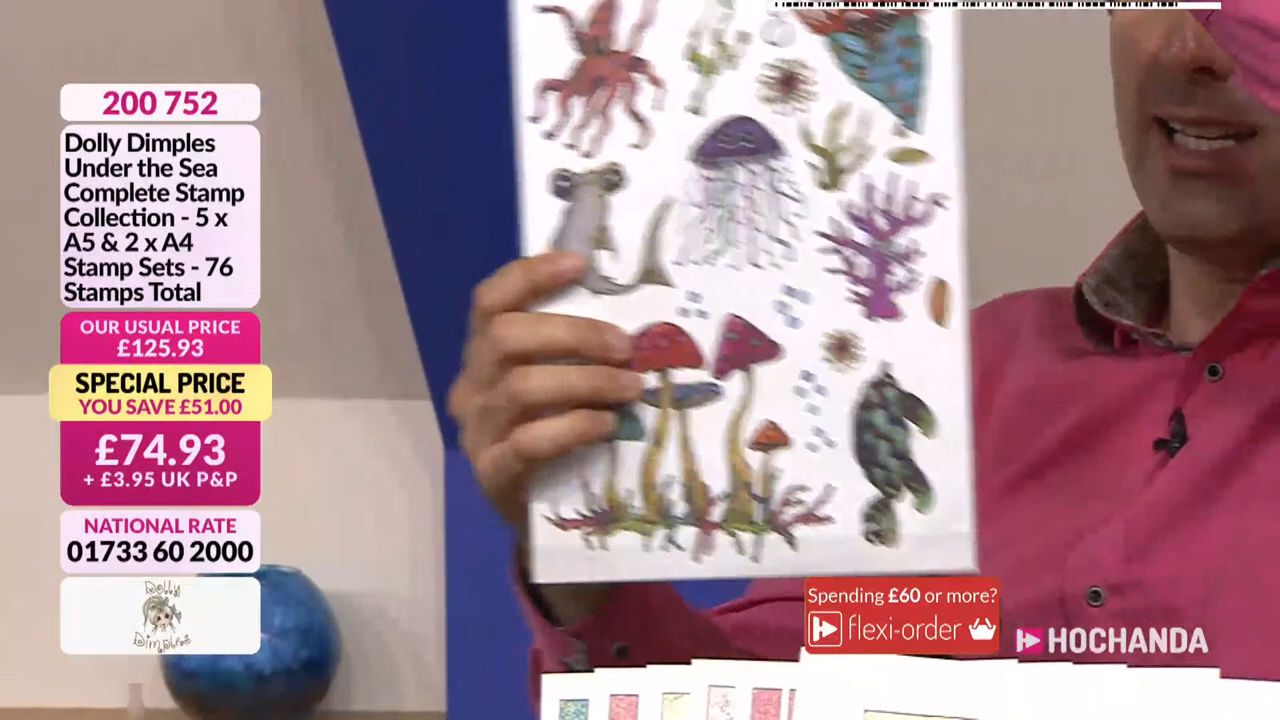 200 752
Dolly Dimples
Under the Sea
Complete Stamp
Collection - 5 x
A5 & 2 x A4
Stamp Sets - 76
Stamps Total
OUR USUAL PRICE
£125.93
SPECIAL PRICE
YOU SAVE £51.00
£74.93
+ £3.95 UK P&P
NATIONAL RATE
01733 60 2000
Dolly
Dimples
Spending £60 or more?
flexi-order
HOCHANDA